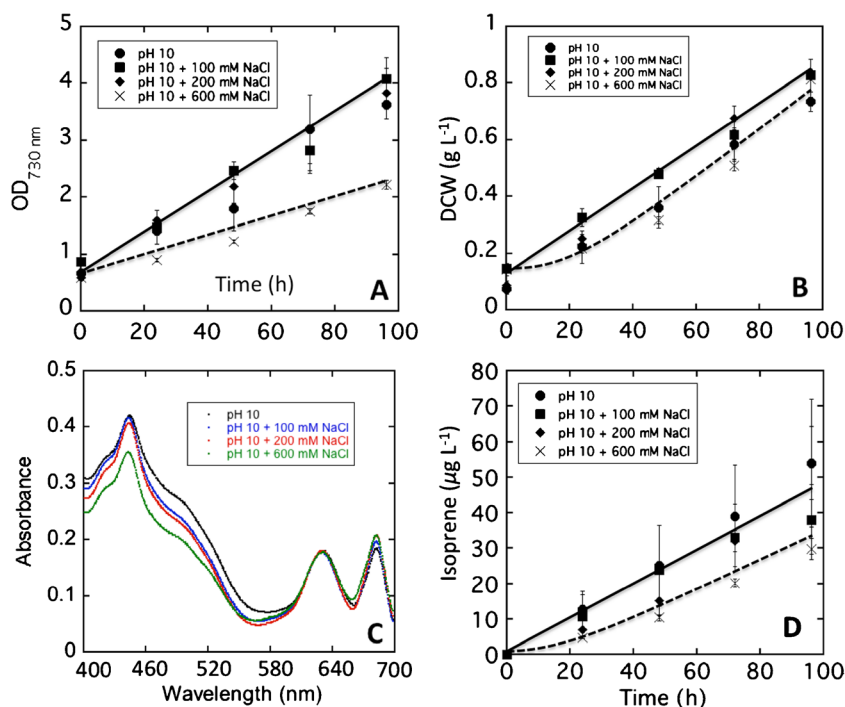 5
4
3
2
1
0
OD730 nm
pH 10
pH 10 + 100 mM NaCl
pH 10 + 200 mM NaCl
pH 10 + 600 mM NaCl
Time (h)
A
0 20 40 60 80 100
1
0.8
0.6
0.4
0.2
0
DCW (g L-1)
pH 10
pH 10 + 100 mM NaCl
pH 10 + 200 mM NaCl
pH 10 + 600 mM NaCl
B
0 20 40 60 80 100
0.5
0.4
0.3
0.2
0.1
0
Absorbance
pH 10
pH 10 + 100 mM NaCl
pH 10 + 200 mM NaCl
pH 10 + 600 mM NaCl
C
400 460 520 580 640 700
Wavelength (nm)
80
70
60
50
40
30
20
10
0
Isoprene (µg L-1)
pH 10
pH 10 + 100 mM NaCl
pH 10 + 200 mM NaCl
pH 10 + 600 mM NaCl
D
0 20 40 60 80 100
Time (h)